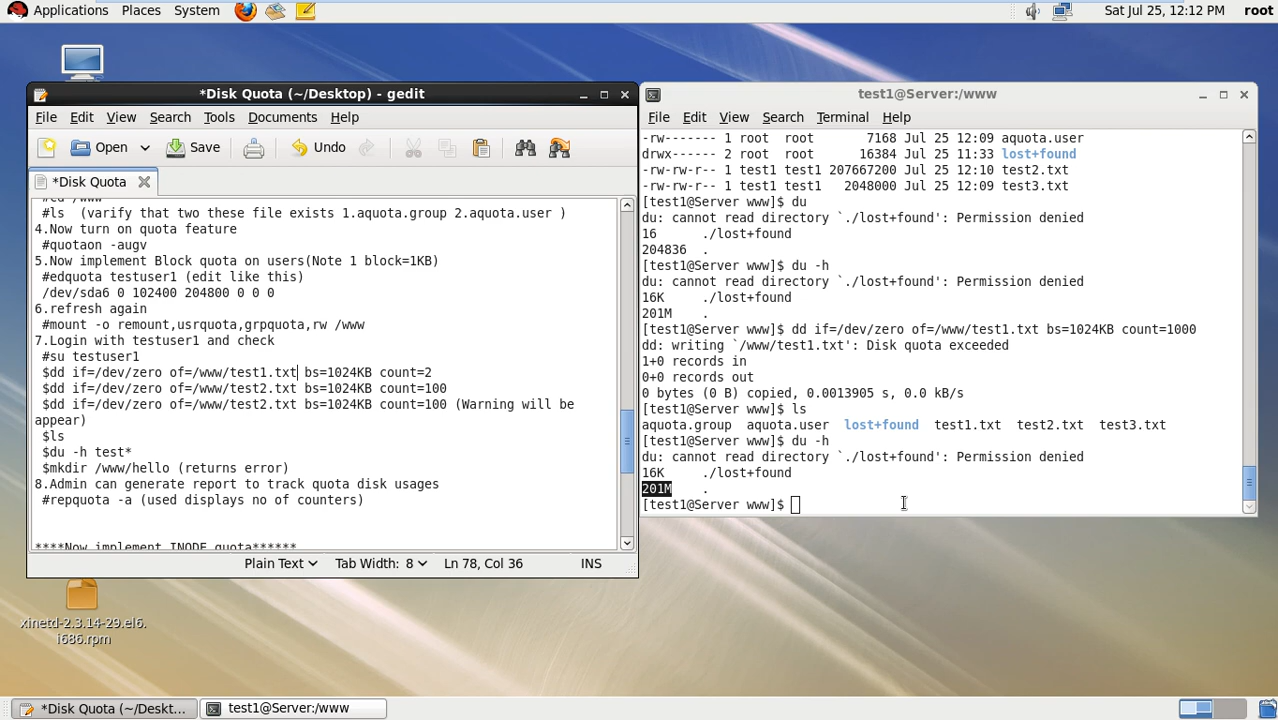 Applications Places System Sat Jul 25, 12:12 PM root
*Disk Quota (~/Desktop) - gedit
File Edit View Search Tools Documents Help
Open Save Undo
*Disk Quota
#cd /www
#ls  (varify that two these file exists 1.aquota.group 2.aquota.user )
4.Now turn on quota feature
#quotaon -augv
5.Now implement Block quota on users(Note 1 block=1KB)
#edquota testuser1 (edit like this)
/dev/sda6 0 102400 204800 0 0 0
6.refresh again
#mount -o remount,usrquota,grpquota,rw /www
7.Login with testuser1 and check
#su testuser1
$dd if=/dev/zero of=/www/test1.txt bs=1024KB count=2
$dd if=/dev/zero of=/www/test2.txt bs=1024KB count=100
$dd if=/dev/zero of=/www/test2.txt bs=1024KB count=100 (Warning will be
appear)
$ls
$du -h test*
$mkdir /www/hello (returns error)
8.Admin can generate report to track quota disk usages
#repquota -a (used displays no of counters)
****Now implement INODE quota******
Plain Text Tab Width: 8 Ln 78, Col 36 INS
test1@Server:/www
File Edit View Search Terminal Help
-rw------- 1 root  root      7168 Jul 25 12:09 aquota.user
drwx------ 2 root  root     16384 Jul 25 11:33 lost+found
-rw-rw-r-- 1 test1 test1 207667200 Jul 25 12:10 test2.txt
-rw-rw-r-- 1 test1 test1   2048000 Jul 25 12:09 test3.txt
[test1@Server www]$ du
du: cannot read directory `./lost+found': Permission denied
16      ./lost+found
204836  .
[test1@Server www]$ du -h
du: cannot read directory `./lost+found': Permission denied
16K     ./lost+found
201M    .
[test1@Server www]$ dd if=/dev/zero of=/www/test1.txt bs=1024KB count=1000
dd: writing `/www/test1.txt': Disk quota exceeded
1+0 records in
0+0 records out
0 bytes (0 B) copied, 0.0013905 s, 0.0 kB/s
[test1@Server www]$ ls
aquota.group  aquota.user  lost+found  test1.txt  test2.txt  test3.txt
[test1@Server www]$ du -h
du: cannot read directory `./lost+found': Permission denied
16K     ./lost+found
201M    .
[test1@Server www]$
xinetd-2.3.14-29.el6.
i686.rpm
*Disk Quota (~/Deskt... test1@Server:/www